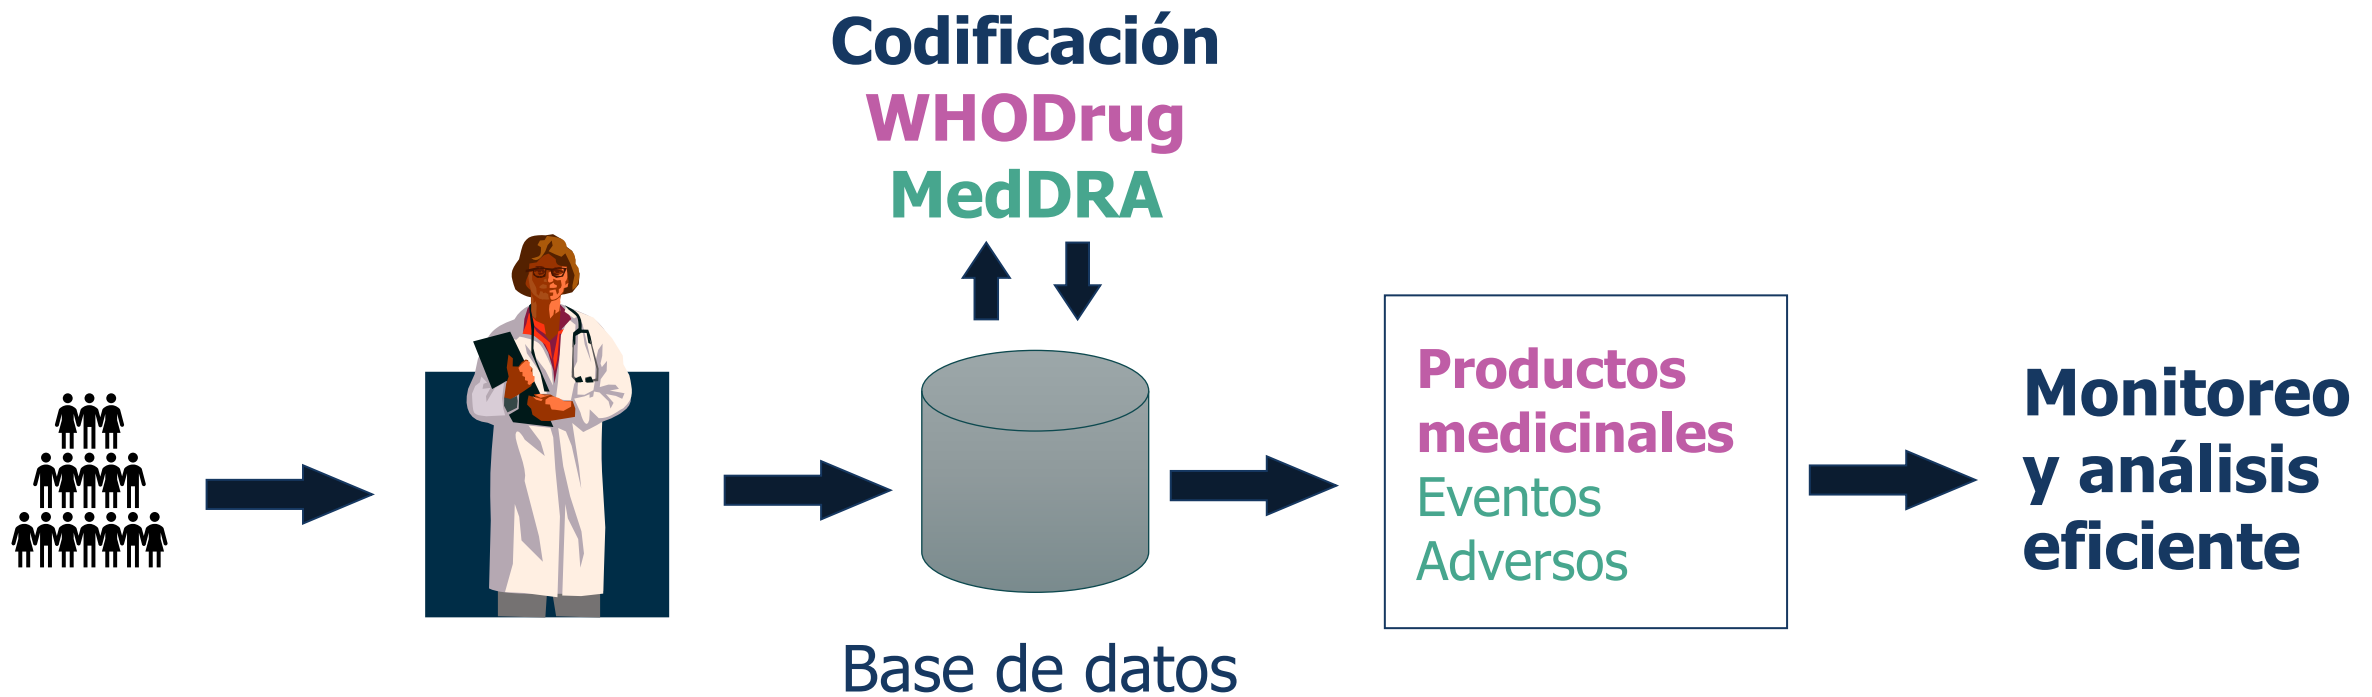 Codificación
WHODrug
MedDRA
Base de datos
Productos
medicinales
Eventos
Adversos
Monitoreo
y análisis
eficiente